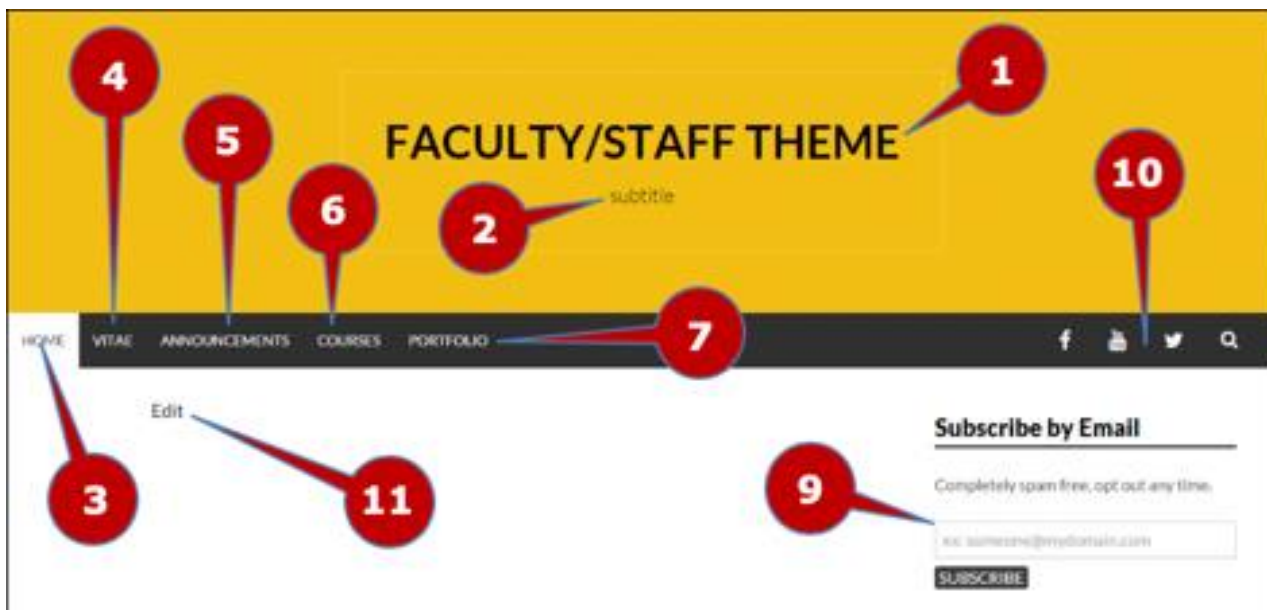 4
1
5
FACULTY/STAFF THEME
10
6
subtitle
2
7
HOME VITAE ANNOUNCEMENTS COURSES PORTFOLIO
Edit
Subscribe by Email
9
Completely spam free, opt out any time.
3
11
ex: someone@mydomain.com
SUBSCRIBE